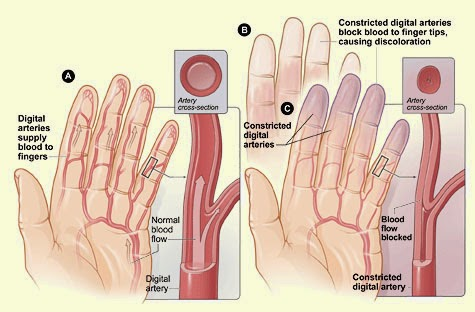 A
Digital
arteries
supply
blood to
fingers
Artery
cross-section
Normal
blood
flow
Digital
artery
B
Constricted digital arteries
block blood to finger tips,
causing discoloration
C
Constricted
digital
arteries
Artery
cross-section
Blood
flow
blocked
Constricted
digital artery